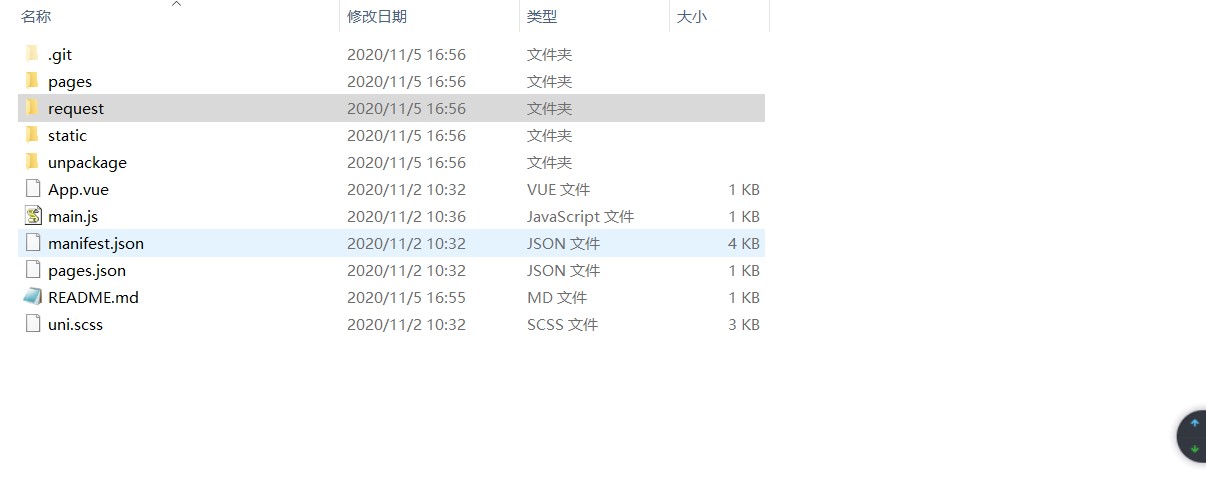 名称 修改日期 类型 大小
.git 2020/11/5 16:56 文件夹
pages 2020/11/5 16:56 文件夹
request 2020/11/5 16:56 文件夹
static 2020/11/5 16:56 文件夹
unpackage 2020/11/5 16:56 文件夹
App.vue 2020/11/2 10:32 VUE 文件 1 KB
main.js 2020/11/2 10:36 JavaScript 文件 1 KB
manifest.json 2020/11/2 10:32 JSON 文件 4 KB
pages.json 2020/11/2 10:32 JSON 文件 1 KB
README.md 2020/11/5 16:55 MD 文件 1 KB
uni.scss 2020/11/2 10:32 SCSS 文件 3 KB